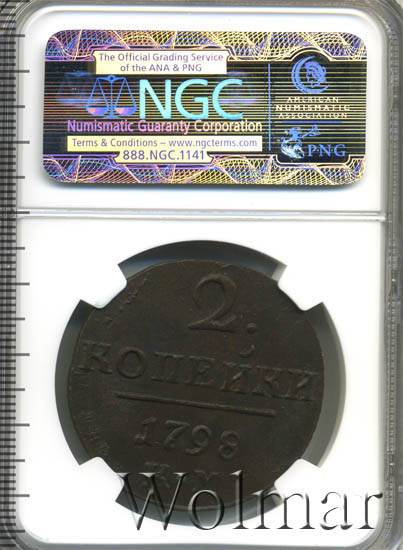 The Official Grading Service
of the ANA & PNG
NGC
Numismatic Guaranty Corporation
Terms & Conditions – www.ngcterms.com
888.NGC.1141
AMERICAN
NUMISMATIC
ASSOCIATION
PNG
2
КОПЕЙКИ
1798
К М
Wolmar